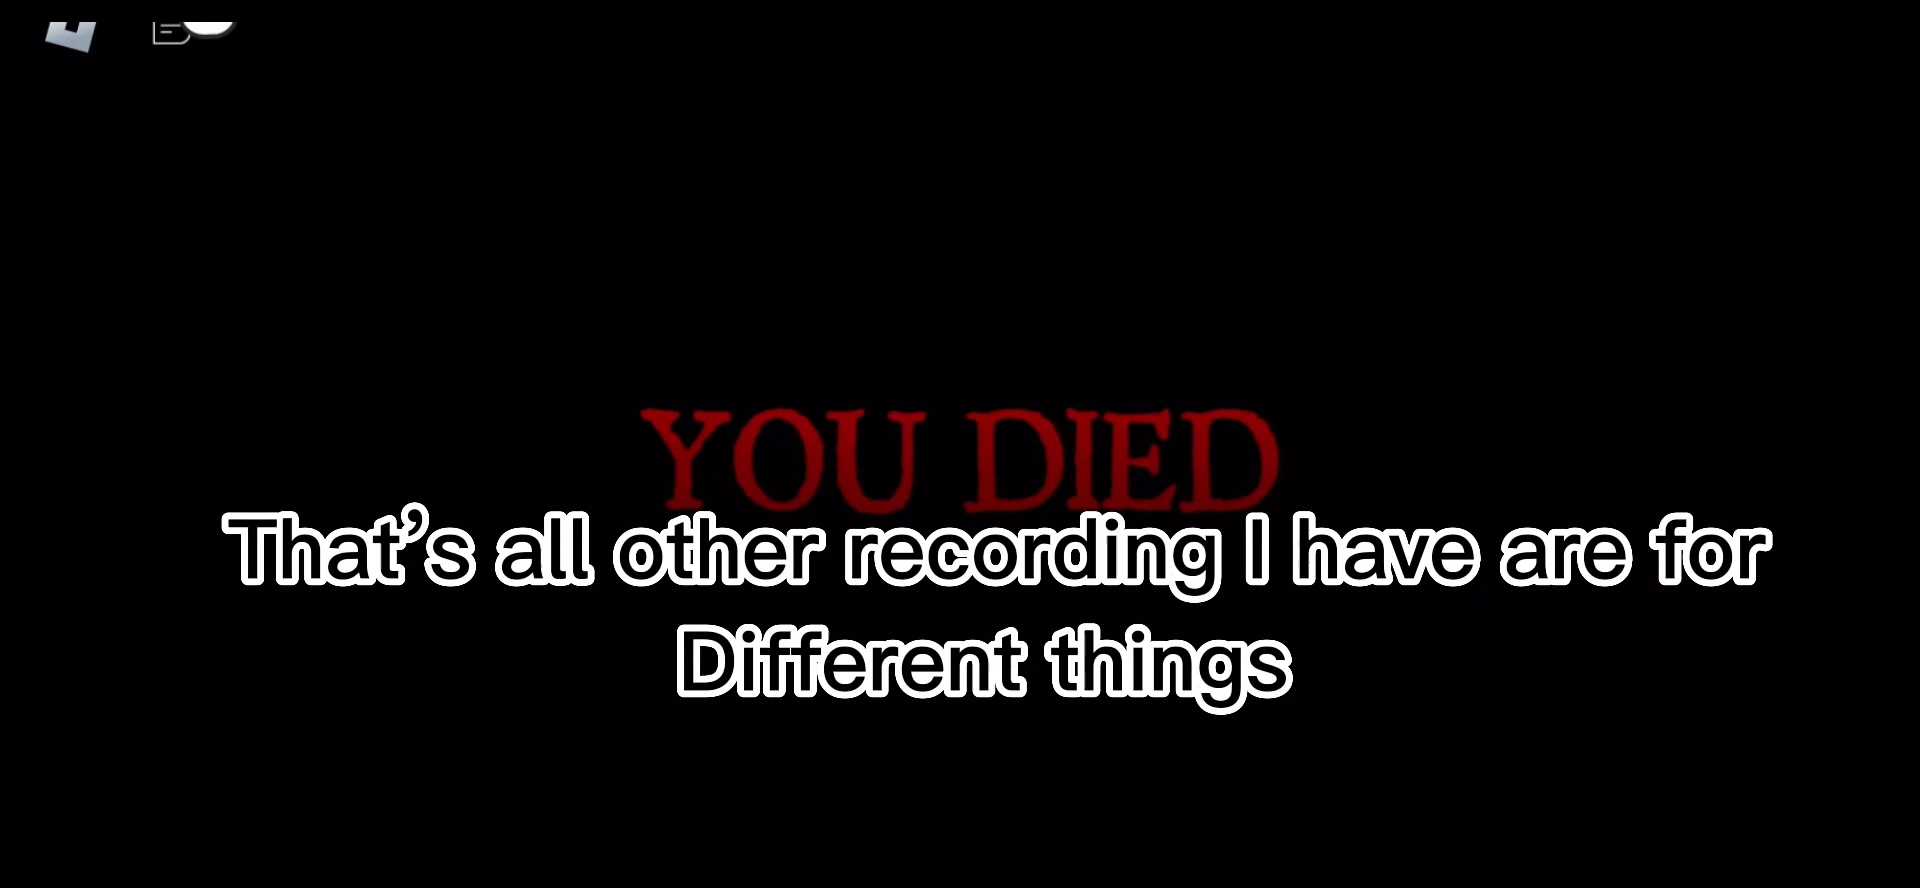 YOU DIED
That’s all other recording I have are for
Different things